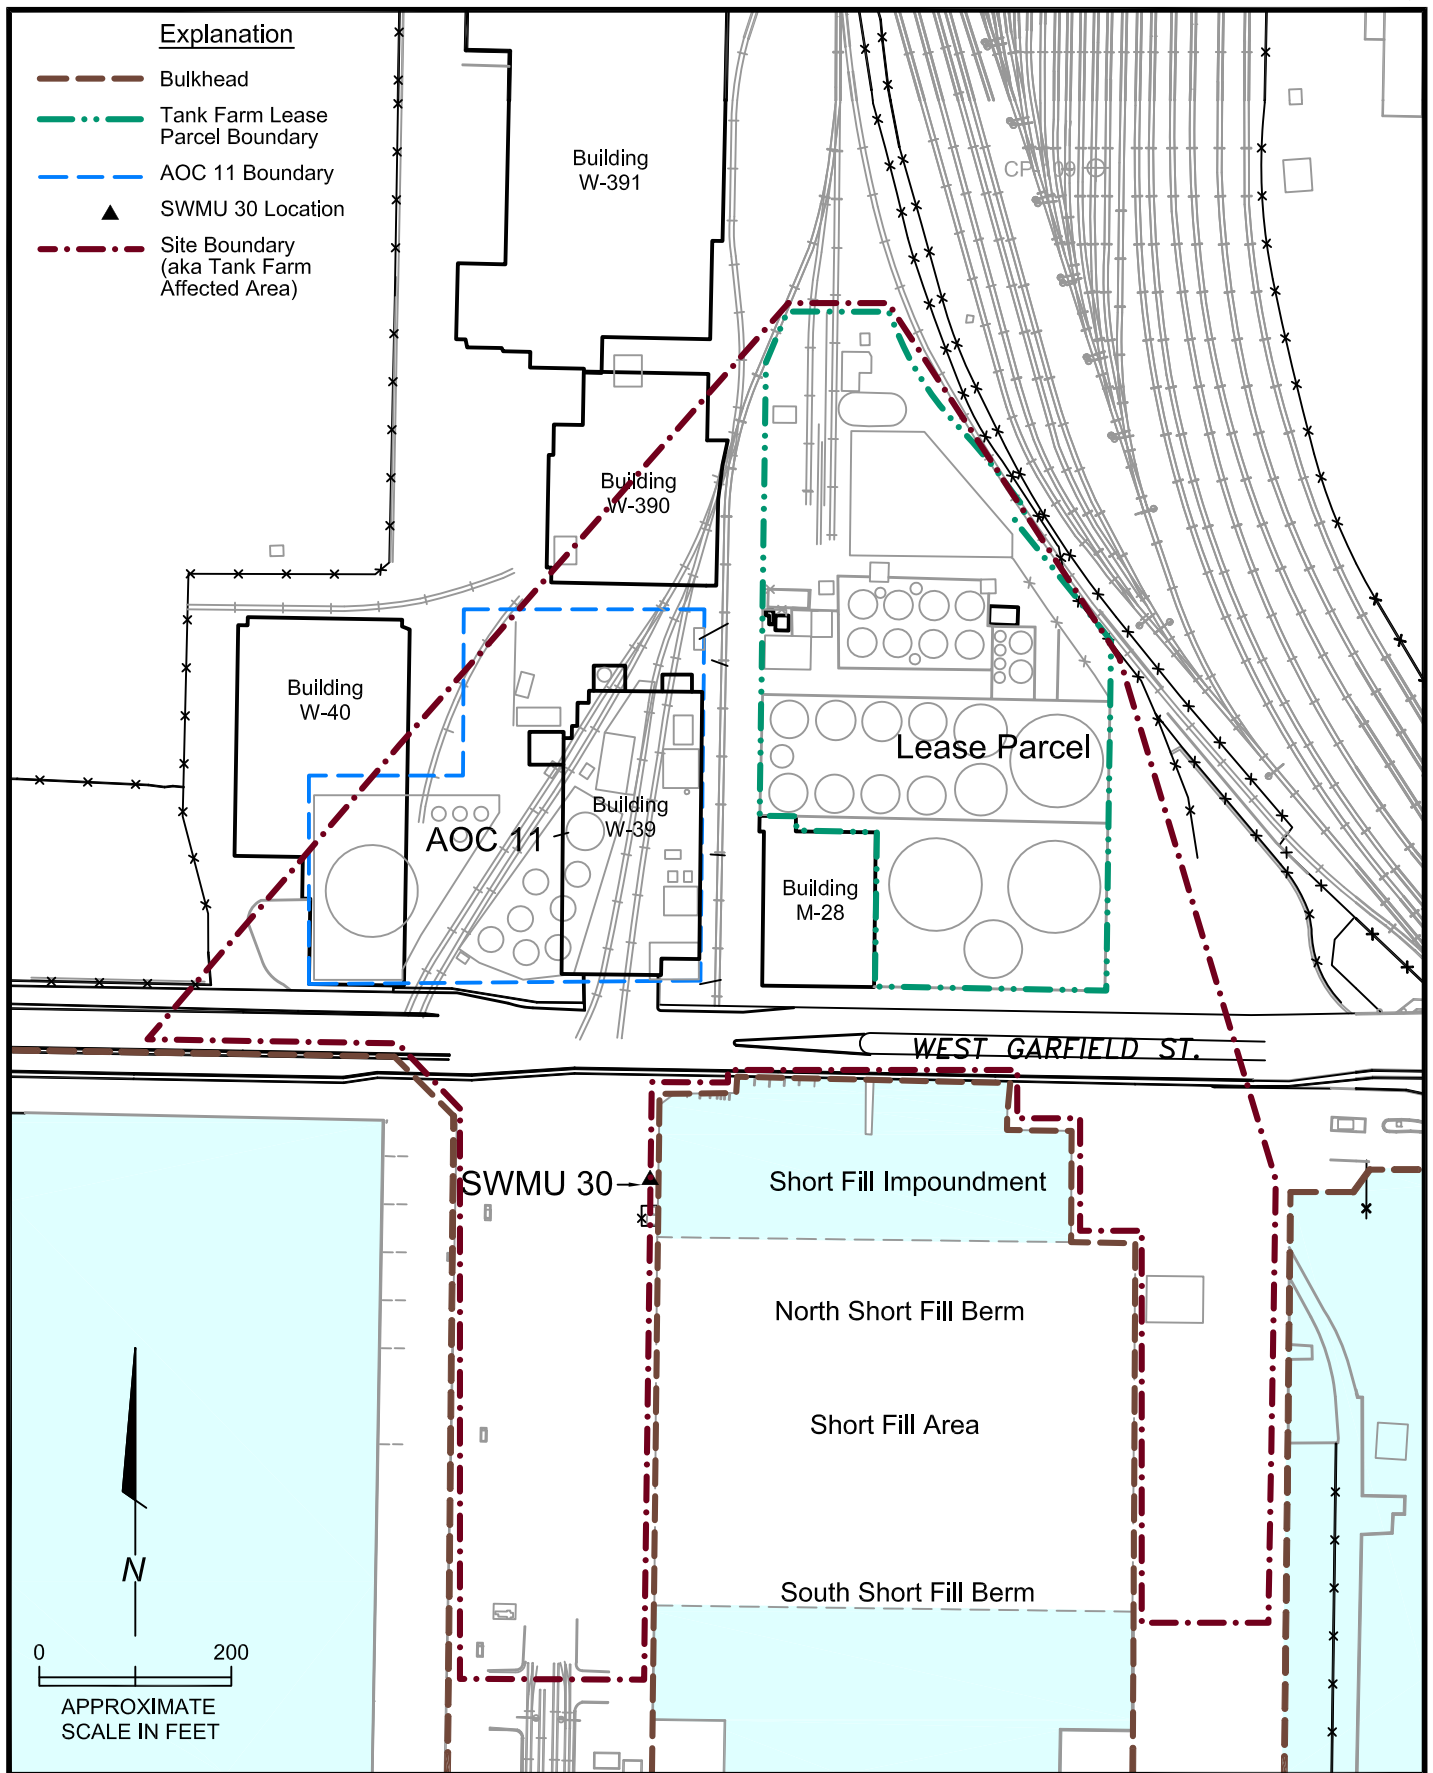 Explanation
Bulkhead
Tank Farm Lease
Parcel Boundary
AOC 11 Boundary
SWMU 30 Location
Site Boundary
(aka Tank Farm
Affected Area)
Building
W-391
Building
W-390
Building
W-40
Lease Parcel
Building
W-39
AOC 11
Building
M-28
WEST GARFIELD ST.
SWMU 30
Short Fill Impoundment
North Short Fill Berm
Short Fill Area
South Short Fill Berm
N
0 200
APPROXIMATE
SCALE IN FEET